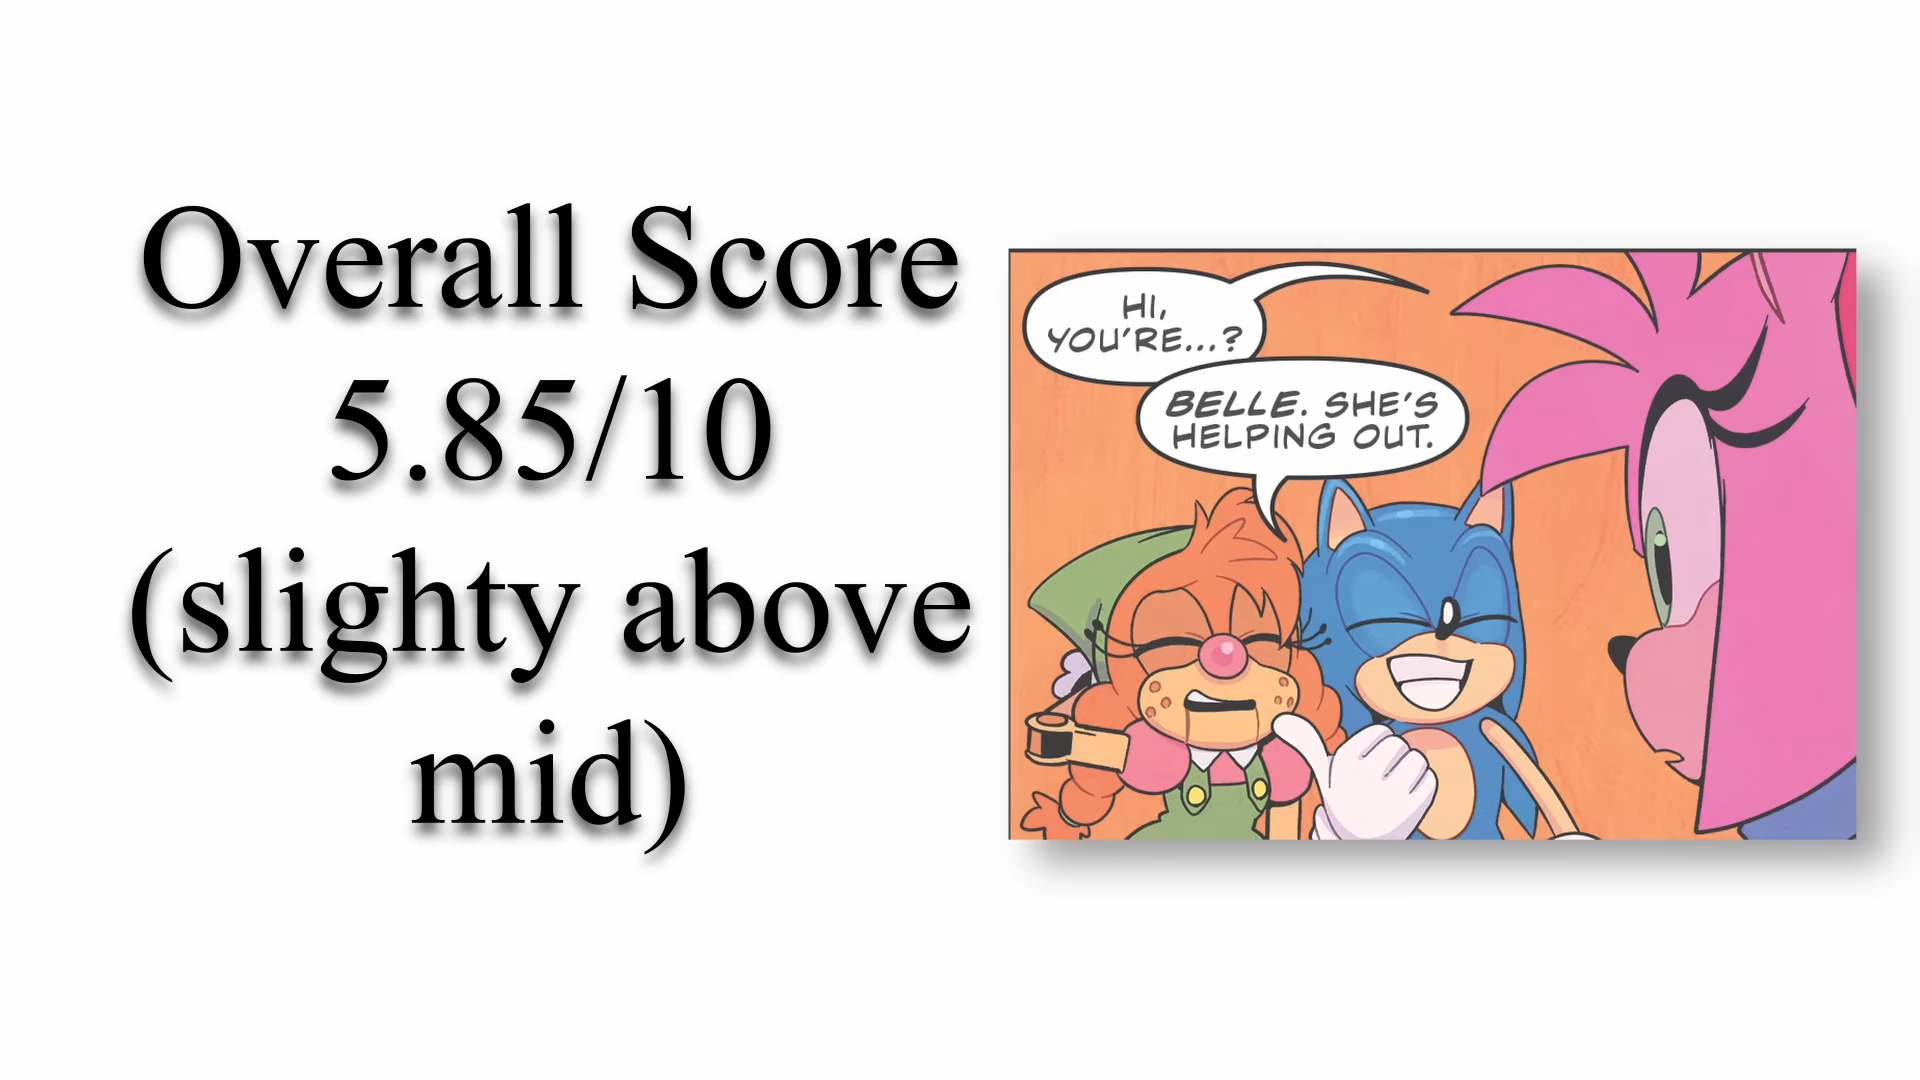 Overall Score
5.85/10
(slighty above
mid)
HI,
YOU'RE...?
BELLE. SHE'S
HELPING OUT.